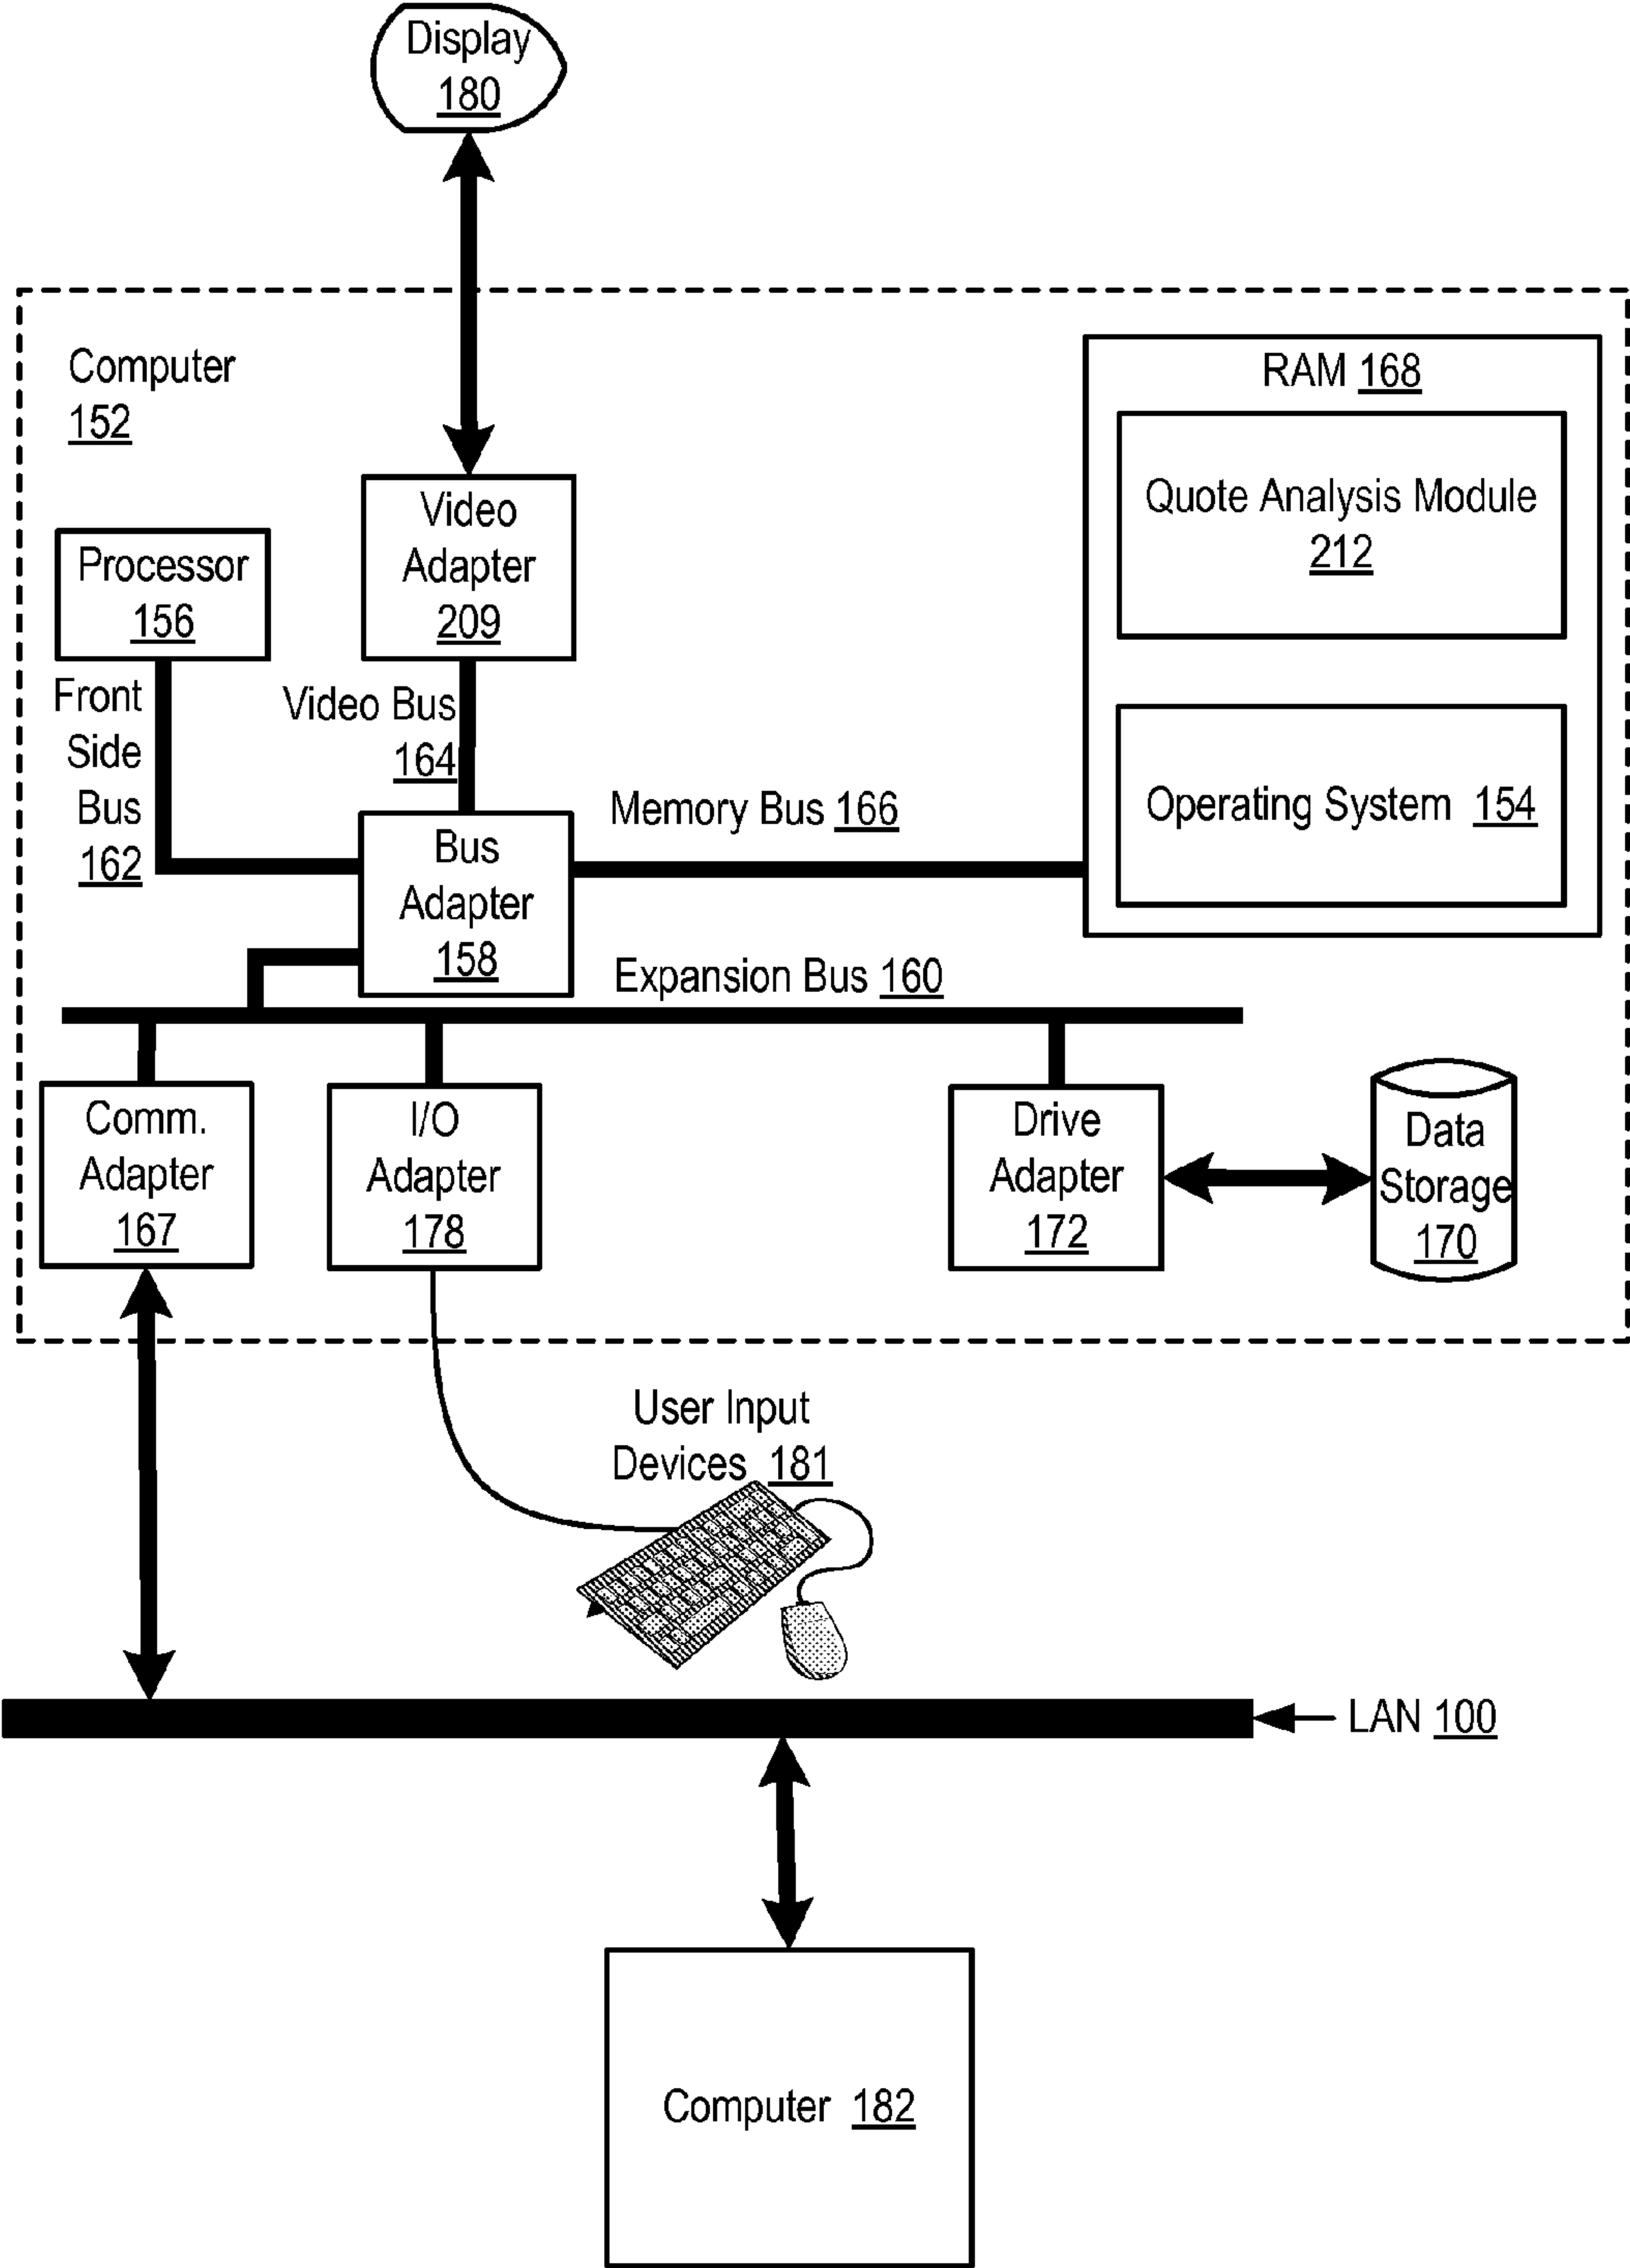 Display
180
Computer
152
RAM 168
Quote Analysis Module
212
Video
Adapter
209
Processor
156
Front
Side
Bus
162
Video Bus
164
Memory Bus 166
Operating System 154
Bus
Adapter
158
Expansion Bus 160
Comm.
Adapter
167
I/O
Adapter
178
Drive
Adapter
172
Data
Storage
170
User Input
Devices 181
LAN 100
Computer 182